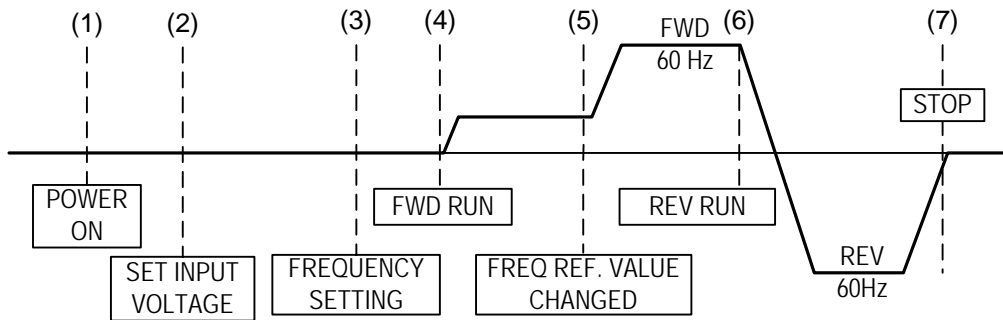 (1)
(2)
(3)
(4)
(5)
(6)
(7)
FWD
60 Hz
STOP
POWER
ON
FWD RUN
REV RUN
SET INPUT
VOLTAGE
FREQUENCY
SETTING
FREQ REF. VALUE
CHANGED
REV
60Hz